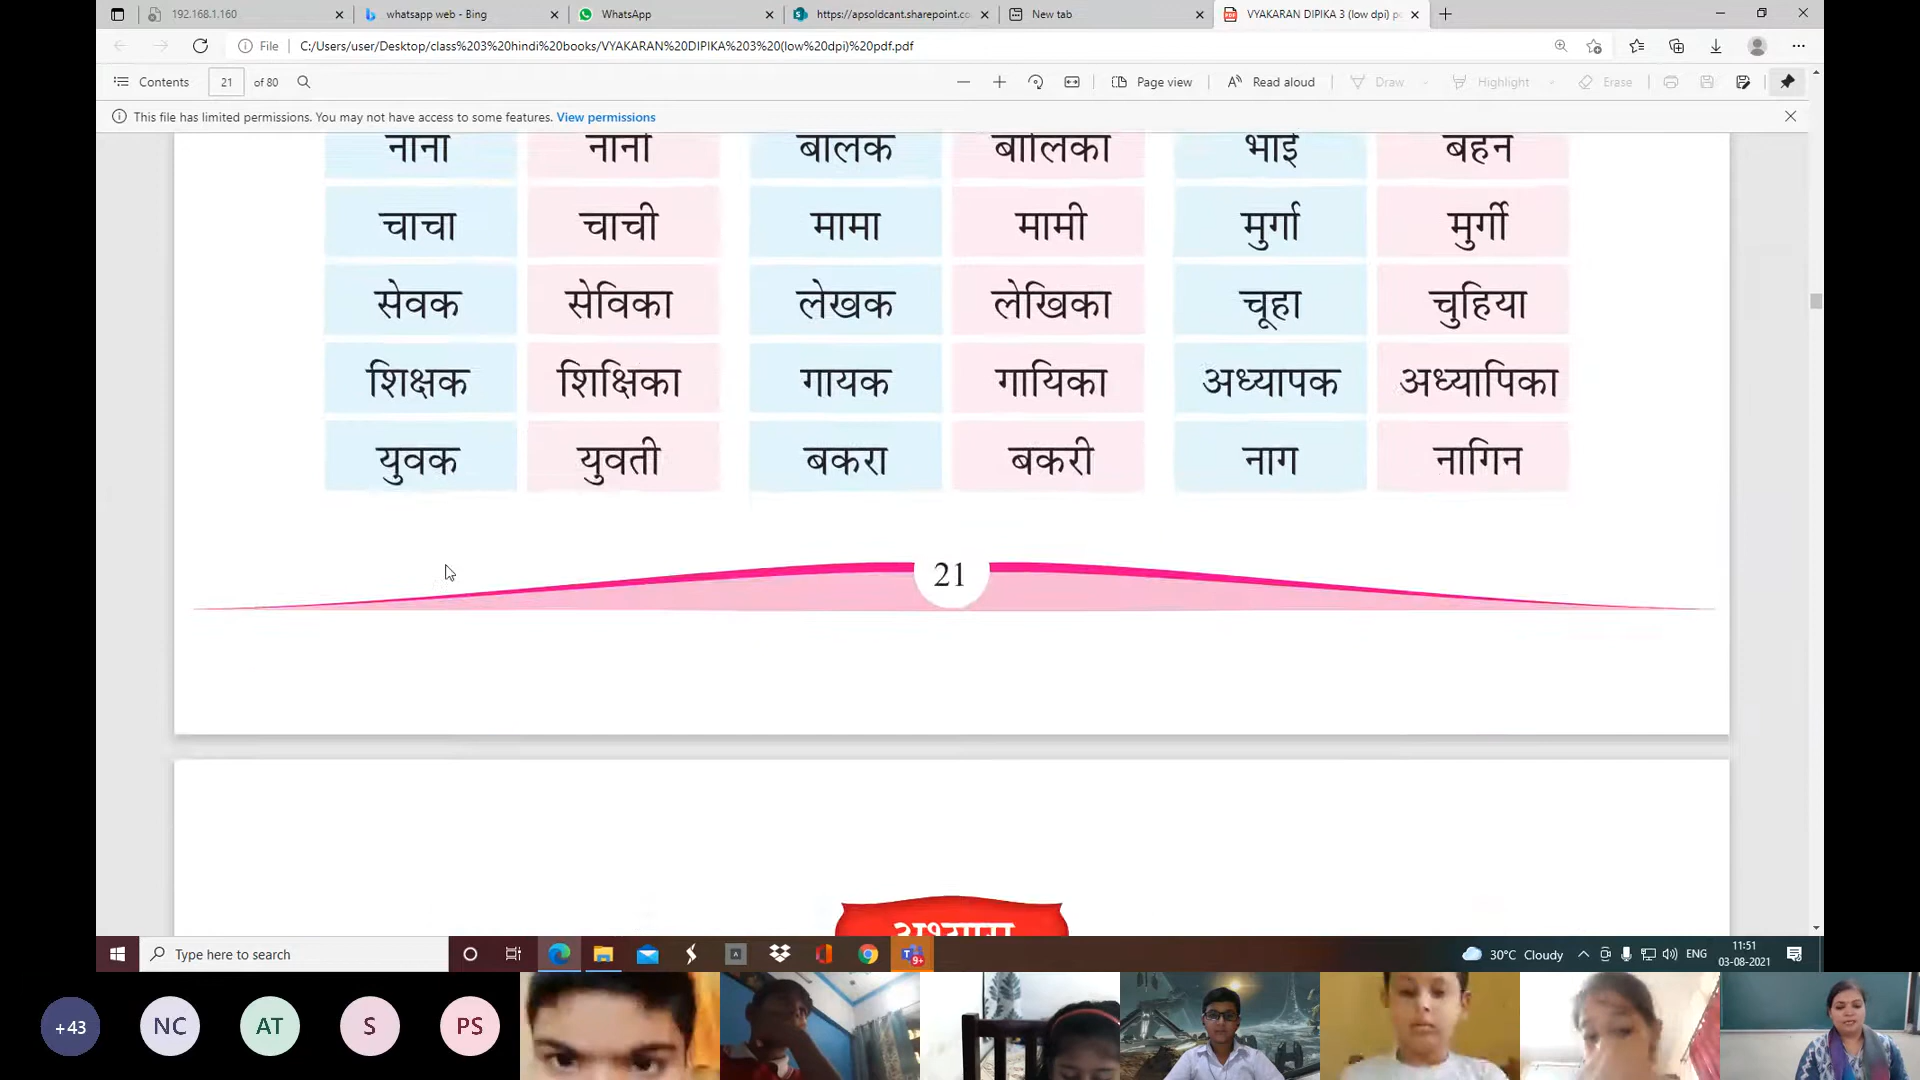 192.168.1.160
whatsapp web - Bing
WhatsApp
https://apsoldcant.sharepoint.co
New tab
VYAKARAN DIPIKA 3 (low dpi) p
File
C:/Users/user/Desktop/class%203%20hindi%20books/VYAKARAN%20DIPIKA%203%20(low%20dpi)%20pdf.pdf
Contents
21
of 80
Page view
Read aloud
Draw
Highlight
Erase
This file has limited permissions. You may not have access to some features. View permissions
नाना नानी बालक बालिका भाई बहन
चाचा चाची मामा मामी मुर्गा मुर्गी
सेवक सेविका लेखक लेखिका चूहा चुहिया
शिक्षक शिक्षिका गायक गायिका अध्यापक अध्यापिका
युवक युवती बकरा बकरी नाग नागिन
21
अभ्यास
Type here to search
9+
30°C Cloudy
ENG
11:51
03-08-2021
+43
NC
AT
S
PS